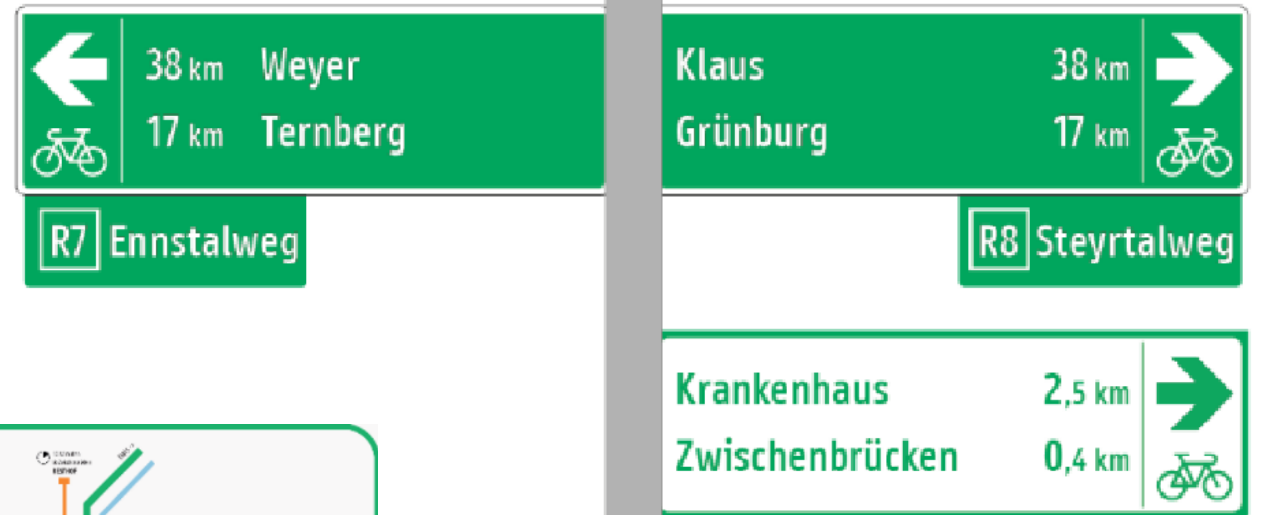 38 km Weyer
17 km Ternberg
R7 Ennstalweg
Klaus 38 km
Grünburg 17 km
R8 Steyrtalweg
Krankenhaus 2,5 km
Zwischenbrücken 0,4 km